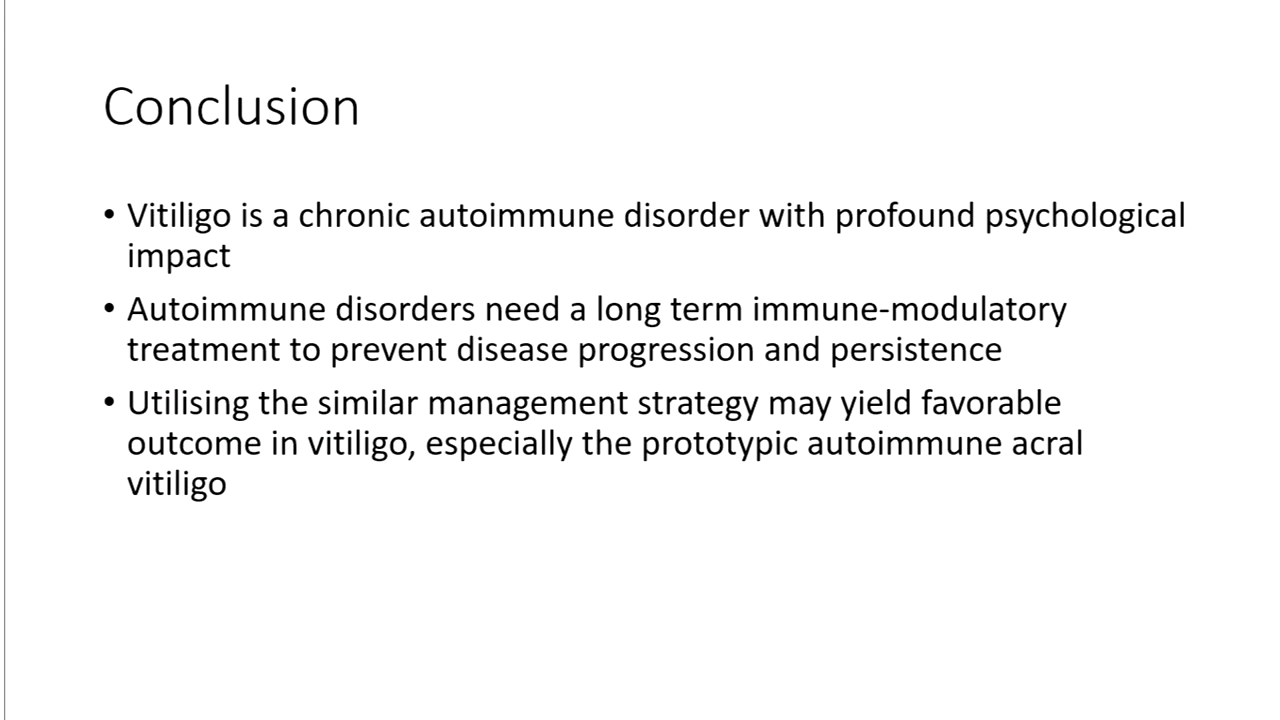 Conclusion
• Vitiligo is a chronic autoimmune disorder with profound psychological
impact
• Autoimmune disorders need a long term immune-modulatory
treatment to prevent disease progression and persistence
• Utilising the similar management strategy may yield favorable
outcome in vitiligo, especially the prototypic autoimmune acral
vitiligo